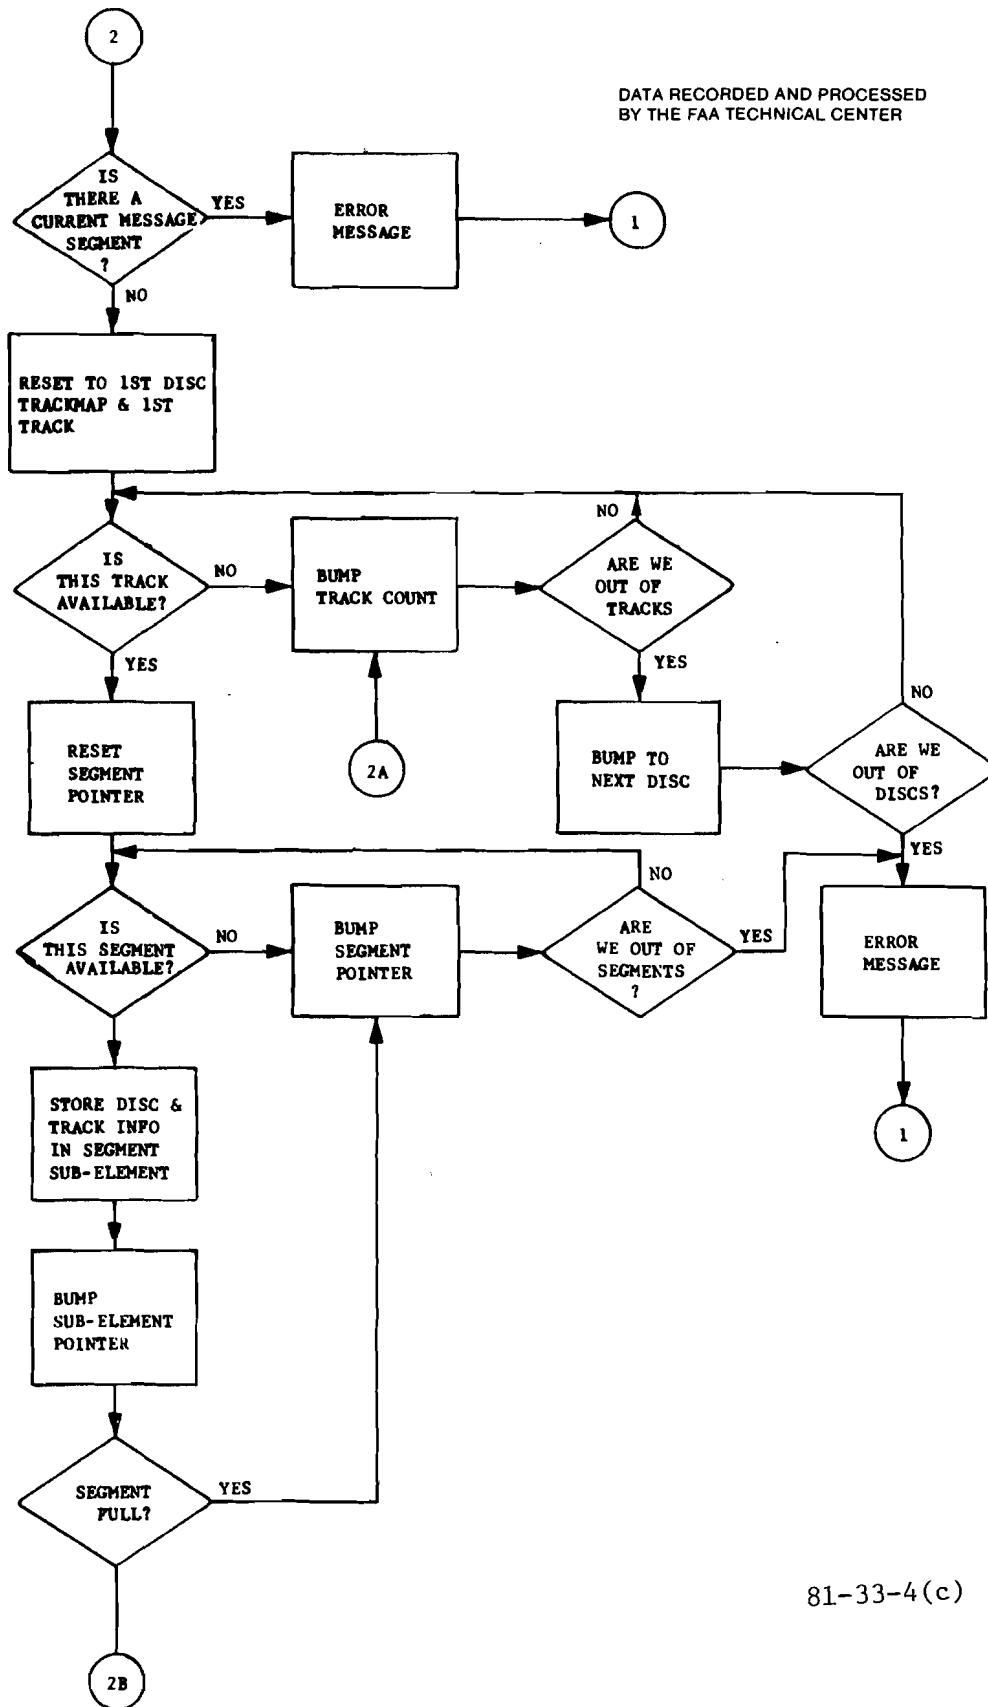 2
DATA RECORDED AND PROCESSED
BY THE FAA TECHNICAL CENTER
IS
THERE A
CURRENT MESSAGE
SEGMENT
?
YES
ERROR
MESSAGE
1
NO
RESET TO 1ST DISC
TRACKMAP & 1ST
TRACK
IS
THIS TRACK
AVAILABLE?
NO
BUMP
TRACK COUNT
NO
ARE WE
OUT OF
TRACKS
YES
YES
2A
RESET
SEGMENT
POINTER
BUMP TO
NEXT DISC
NO
ARE WE
OUT OF
DISCS?
YES
IS
THIS SEGMENT
AVAILABLE?
NO
BUMP
SEGMENT
POINTER
NO
ARE
WE OUT OF
SEGMENTS
?
YES
ERROR
MESSAGE
1
STORE DISC &
TRACK INFO
IN SEGMENT
SUB-ELEMENT
BUMP
SUB-ELEMENT
POINTER
SEGMENT
FULL?
YES
2B
81-33-4(c)